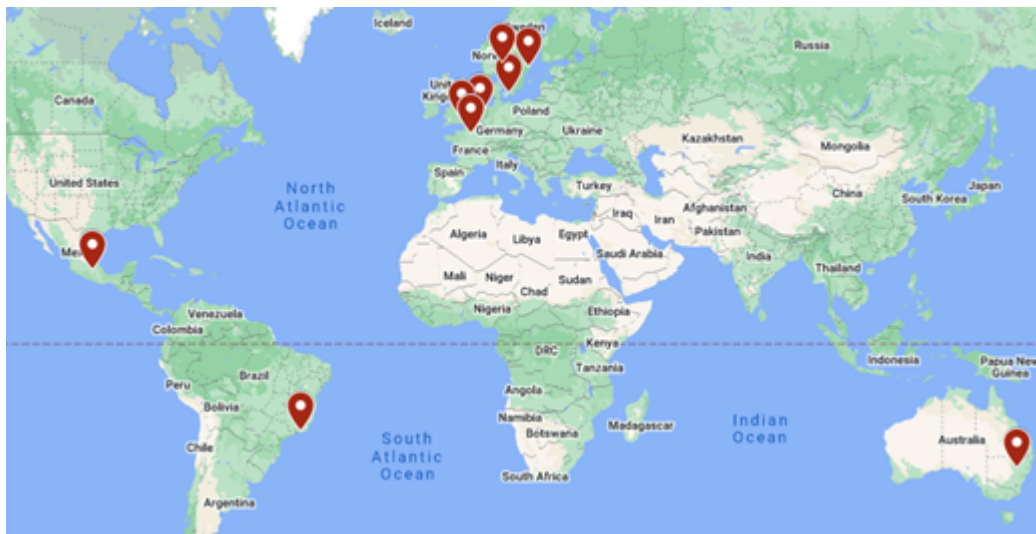 Iceland
Sweden
Russia
Norw
Canada
Unit
Kingd
Poland
Germany
Ukraine
France
Kazakhstan
Mongolia
Italy
Spain
United States
Turkey
Japan
China
South Korea
North
Atlantic
Ocean
Iraq
Iran
Afghanistan
Pakistan
Algeria
Libya
Egypt
Saudi Arabia
Me
India
Mali
Niger
Sudan
Thailand
Chad
Nigeria
Ethiopia
Venezuela
Colombia
DRC
Kenya
Indonesia
Papua New
Guinea
Tanzania
Peru
Brazil
Angola
Bolivia
Namibia
Botswana
Madagascar
Indian
Ocean
South
Atlantic
Ocean
Australia
Chile
South Africa
Argentina